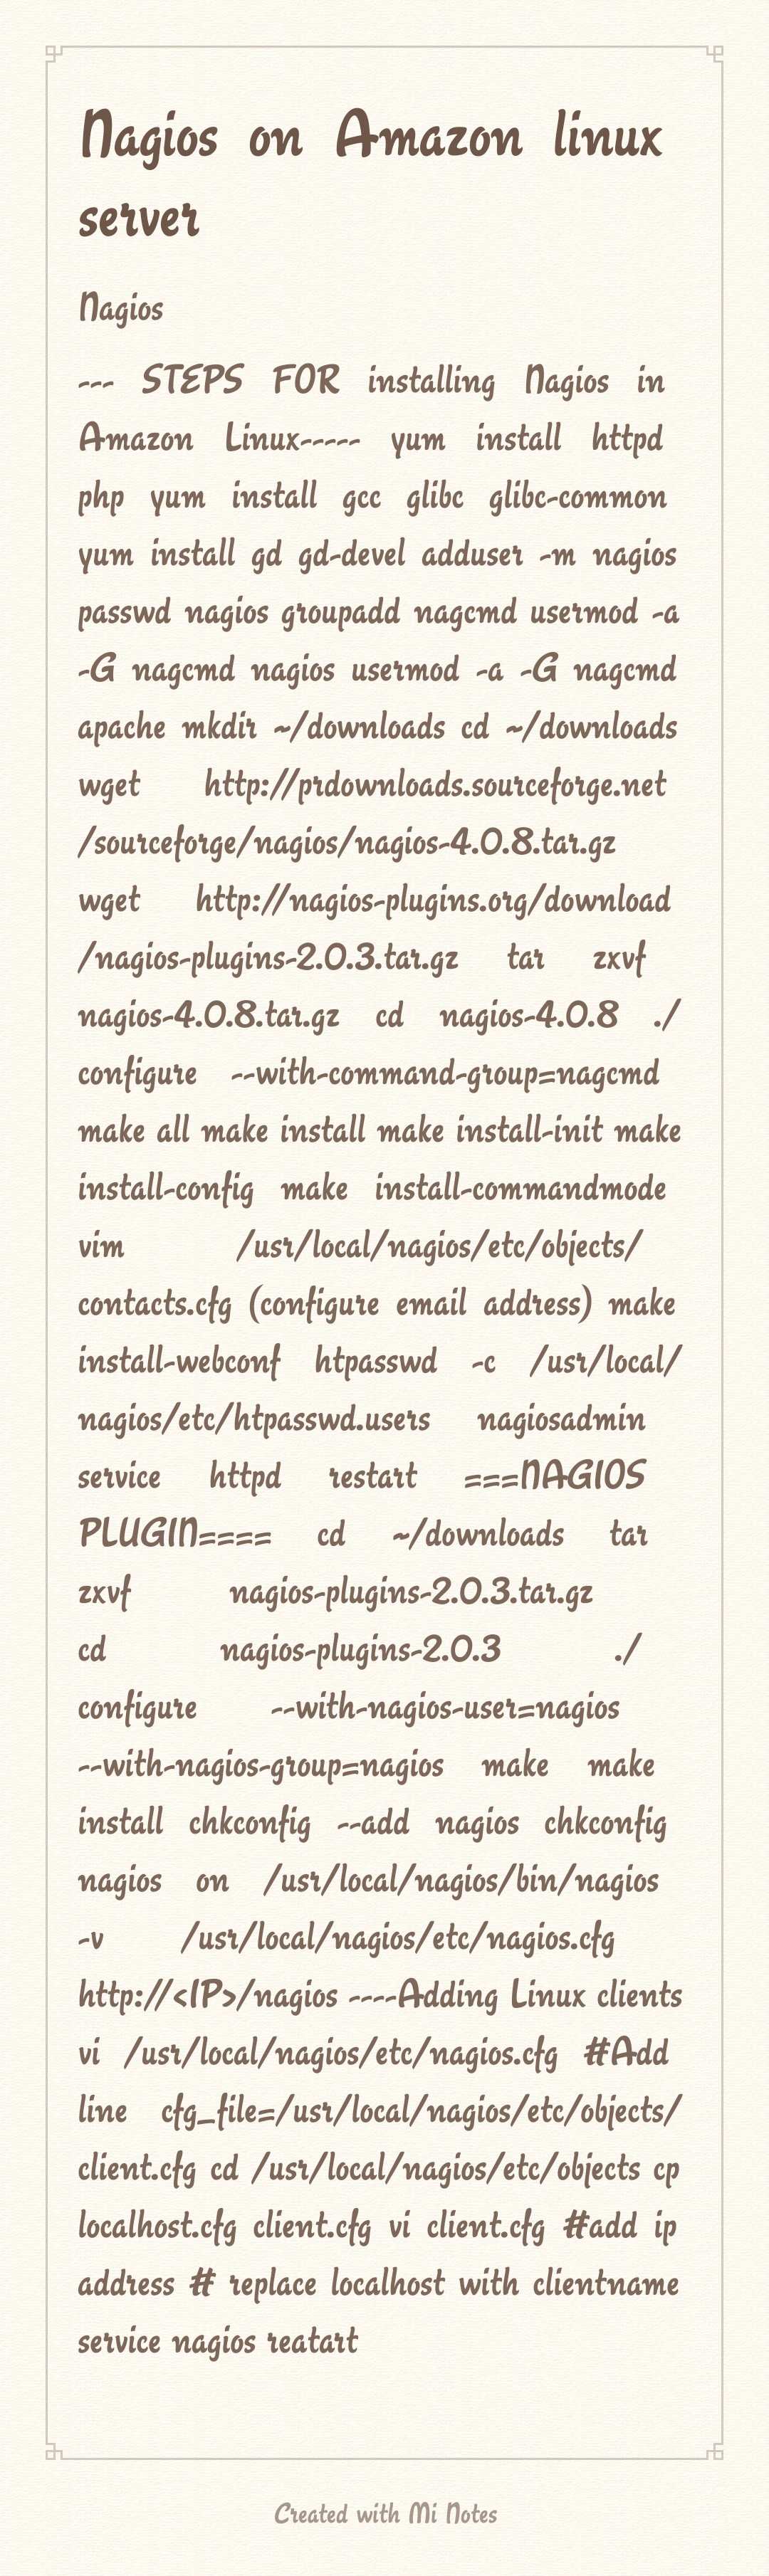 Nagios on Amazon linux
server
Nagios
--- STEPS FOR installing Nagios in
Amazon Linux----- yum install httpd
php yum install gcc glibc glibc-common
yum install gd gd-devel adduser -m nagios
passwd nagios groupadd nagcmd usermod -a
-G nagcmd nagios usermod -a -G nagcmd
apache mkdir ~/downloads cd ~/downloads
wget http://prdownloads.sourceforge.net
/sourceforge/nagios/nagios-4.0.8.tar.gz
wget http://nagios-plugins.org/download
/nagios-plugins-2.0.3.tar.gz tar zxvf
nagios-4.0.8.tar.gz cd nagios-4.0.8 ./
configure --with-command-group=nagcmd
make all make install make install-init make
install-config make install-commandmode
vim /usr/local/nagios/etc/objects/
contacts.cfg (configure email address) make
install-webconf htpasswd -c /usr/local/
nagios/etc/htpasswd.users nagiosadmin
service httpd restart ===NAGIOS
PLUGIN==== cd ~/downloads tar
zxvf nagios-plugins-2.0.3.tar.gz
cd nagios-plugins-2.0.3 ./
configure --with-nagios-user=nagios
--with-nagios-group=nagios make make
install chkconfig --add nagios chkconfig
nagios on /usr/local/nagios/bin/nagios
-v /usr/local/nagios/etc/nagios.cfg
http://<IP>/nagios ----Adding Linux clients
vi /usr/local/nagios/etc/nagios.cfg #Add
line cfg_file=/usr/local/nagios/etc/objects/
client.cfg cd /usr/local/nagios/etc/objects cp
localhost.cfg client.cfg vi client.cfg #add ip
address # replace localhost with clientname
service nagios reatart
Created with Mi Notes